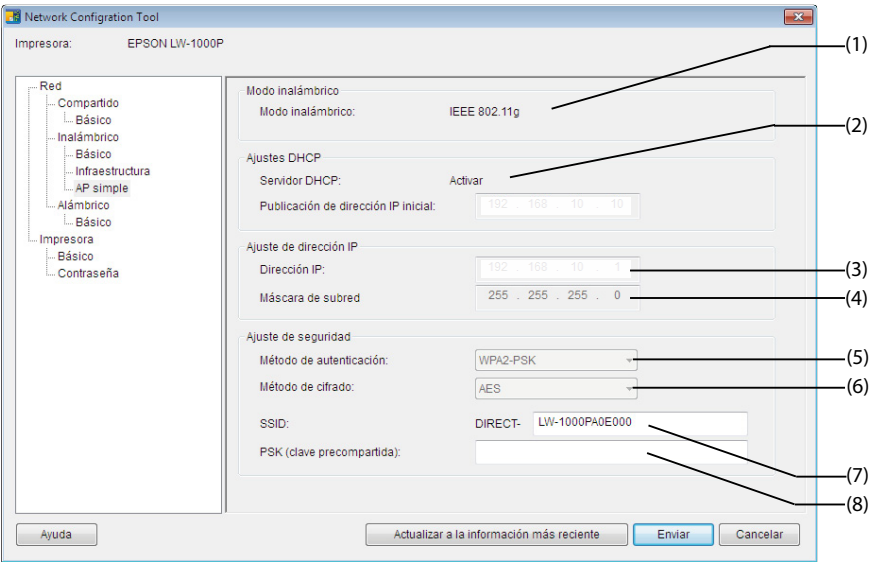 Network Configration Tool
Impresora: EPSON LW-1000P
Red
Compartido
Básico
Inalámbrico
Básico
Infraestructura
AP simple
Alámbrico
Básico
Impresora
Básico
Contraseña
Modo inalámbrico
Modo inalámbrico: IEEE 802.11g
(1)
Ajustes DHCP
(2)
Servidor DHCP: Activar
Publicación de dirección IP inicial: 192 . 168 . 10 . 10
Ajuste de dirección IP
Dirección IP: 192 . 168 . 10 . 1
(3)
Máscara de subred 255 . 255 . 255 . 0
(4)
Ajuste de seguridad
Método de autenticación: WPA2-PSK
(5)
Método de cifrado: AES
(6)
SSID: DIRECT- LW-1000PA0E000
(7)
PSK (clave precompartida):
(8)
Ayuda
Actualizar a la información más reciente
Enviar
Cancelar